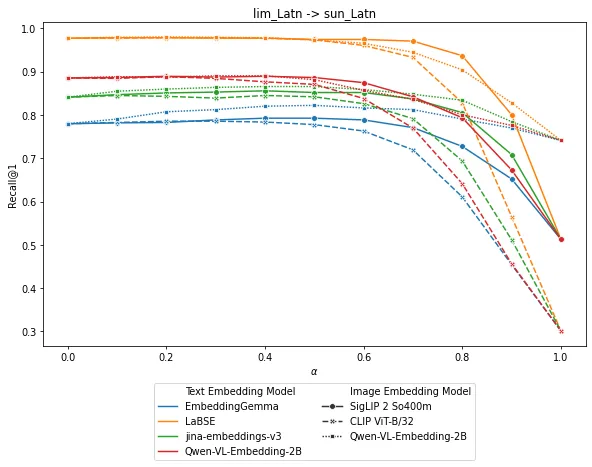 lim_Latn -> sun_Latn
Recall@1
1.0
0.9
0.8
0.7
0.6
0.5
0.4
0.3
0.0
0.2
0.4
0.6
0.8
1.0
α
Text Embedding Model
EmbeddingGemma
LaBSE
jina-embeddings-v3
Qwen-VL-Embedding-2B
Image Embedding Model
SigLIP 2 So400m
CLIP ViT-B/32
Qwen-VL-Embedding-2B